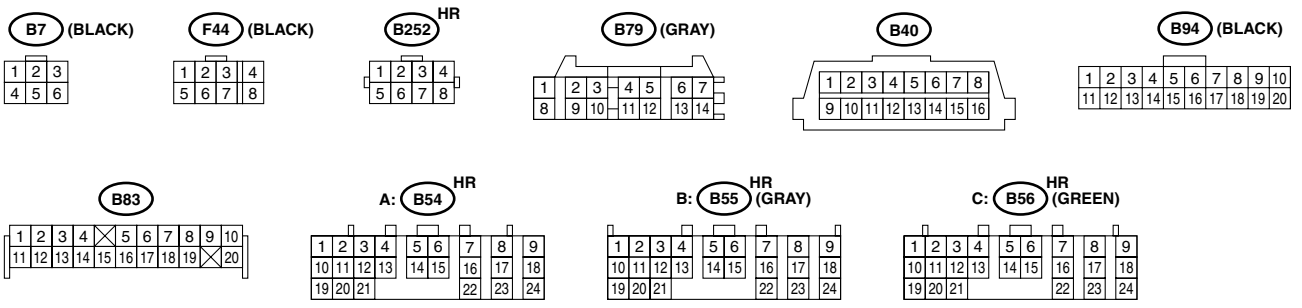 B7 (BLACK)
1 2 3
4 5 6
F44 (BLACK)
1 2 3 4
5 6 7 8
B252 HR
1 2 3 4
5 6 7 8
B79 (GRAY)
1 2 3 4 5 6 7
8 9 10 11 12 13 14
B40
1 2 3 4 5 6 7 8
9 10 11 12 13 14 15 16
B94 (BLACK)
1 2 3 4 5 6 7 8 9 10
11 12 13 14 15 16 17 18 19 20
B83
1 2 3 4 5 6 7 8 9 10
11 12 13 14 15 16 17 18 19 20
A: B54 HR
1 2 3 4 5 6 7 8 9
10 11 12 13 14 15 16 17 18
19 20 21 22 23 24
B: B55 HR (GRAY)
1 2 3 4 5 6 7 8 9
10 11 12 13 14 15 16 17 18
19 20 21 22 23 24
C: B56 HR (GREEN)
1 2 3 4 5 6 7 8 9
10 11 12 13 14 15 16 17 18
19 20 21 22 23 24